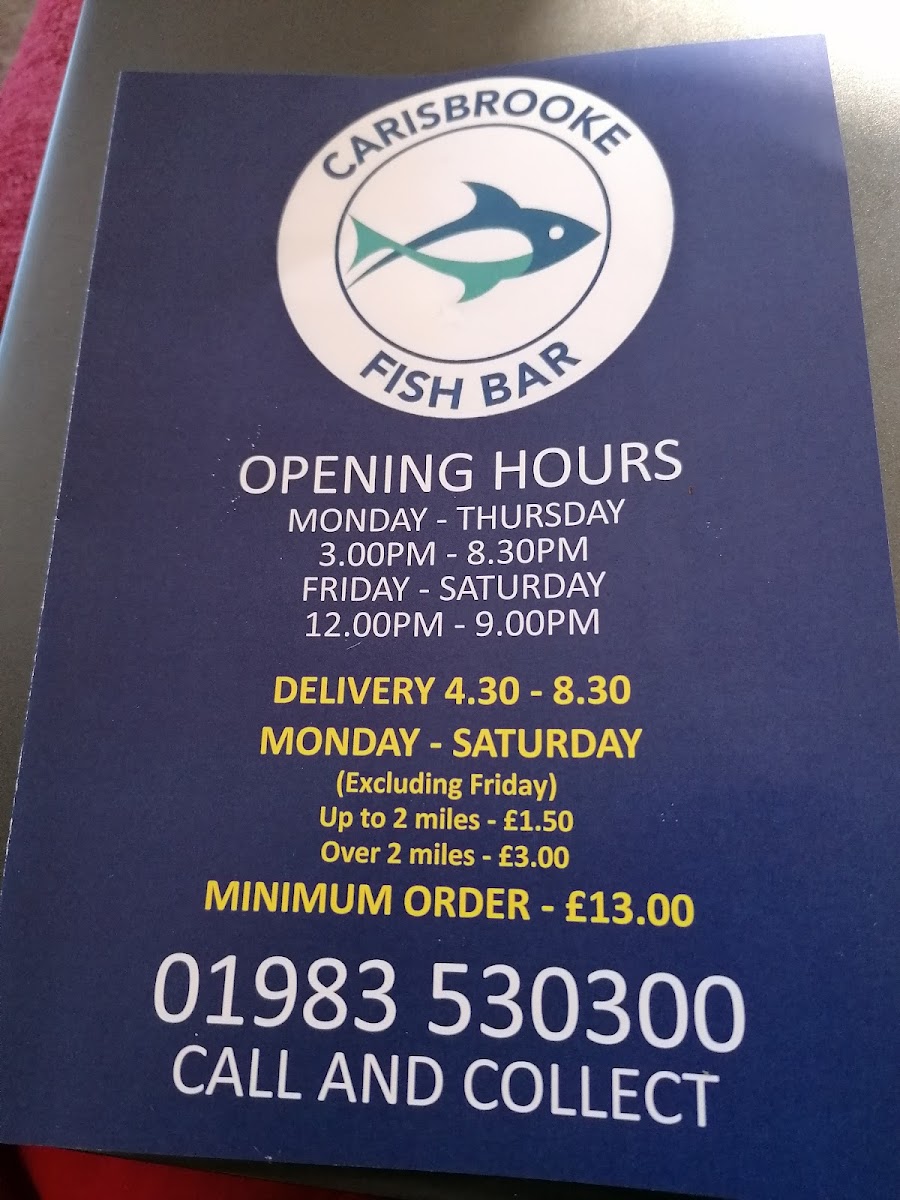 CARISBROOKE
FISH BAR
OPENING HOURS
MONDAY - THURSDAY
3.00PM - 8.30PM
FRIDAY - SATURDAY
12.00PM - 9.00PM
DELIVERY 4.30 - 8.30
MONDAY - SATURDAY
(Excluding Friday)
Up to 2 miles - £1.50
Over 2 miles - £3.00
MINIMUM ORDER - £13.00
01983 530300
CALL AND COLLECT